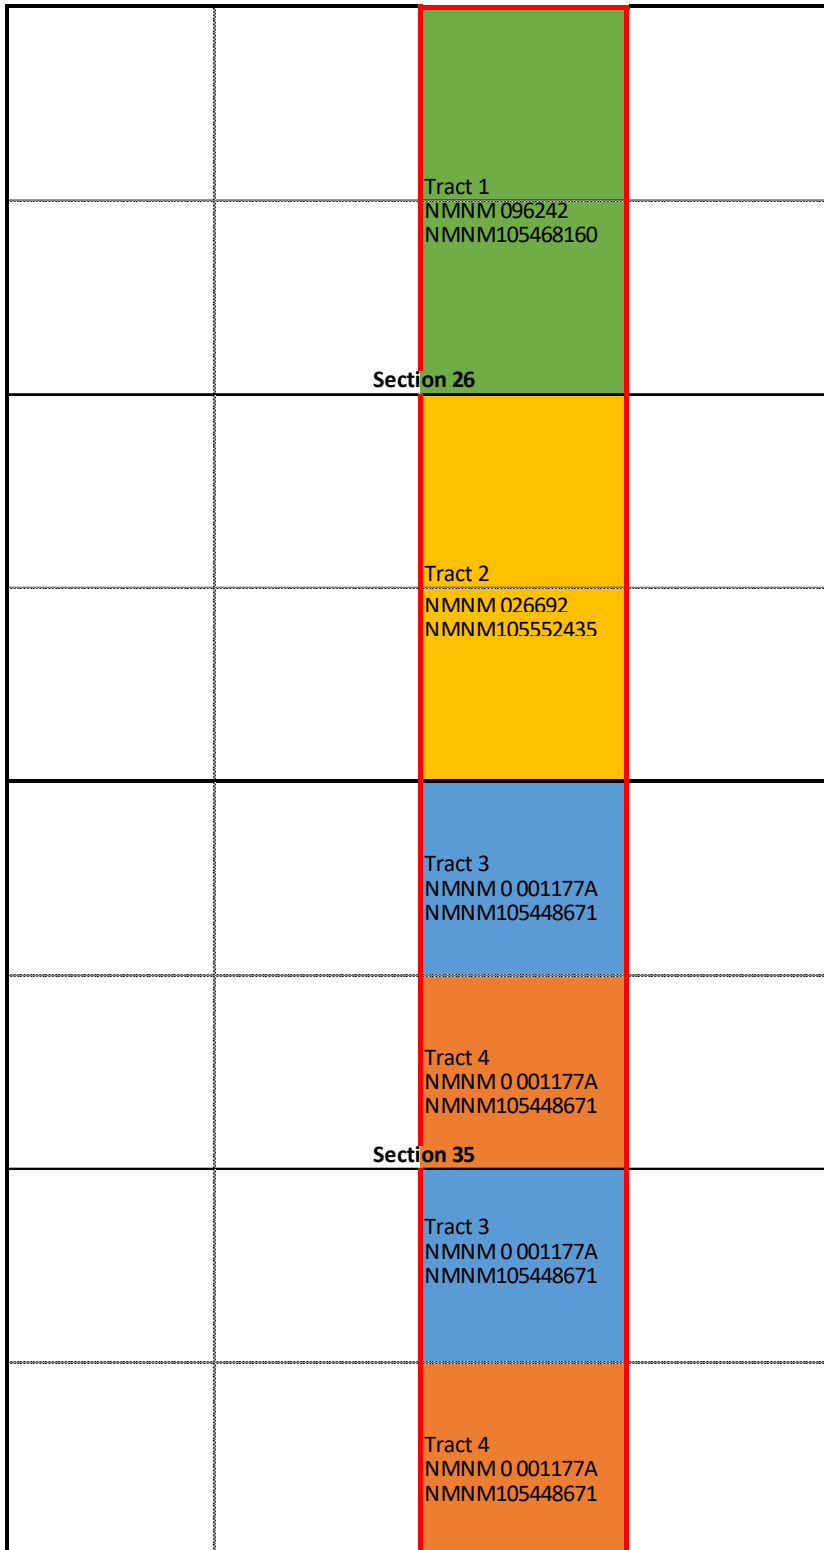 Tract 1
NMNM 096242
NMNM105468160
Section 26
Tract 2
NMNM 026692
NMNM105552435
Tract 3
NMNM 0 001177A
NMNM105448671
Tract 4
NMNM 0 001177A
NMNM105448671
Section 35
Tract 3
NMNM 0 001177A
NMNM105448671
Tract 4
NMNM 0 001177A
NMNM105448671